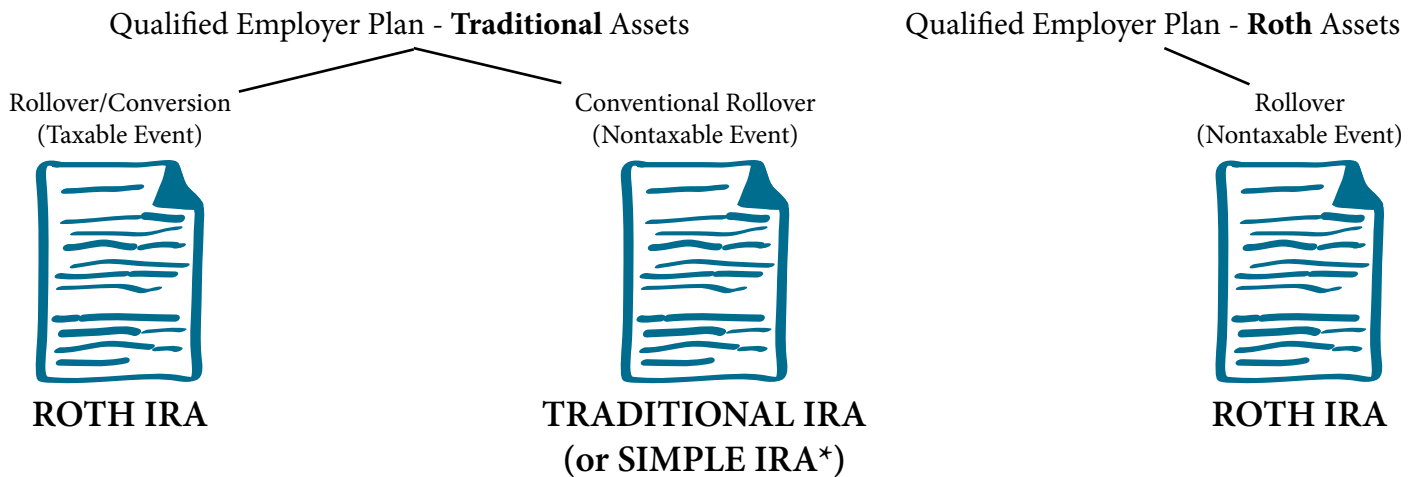 Qualified Employer Plan - Traditional Assets
Qualified Employer Plan - Roth Assets
Rollover/Conversion
(Taxable Event)
Conventional Rollover
(Nontaxable Event)
Rollover
(Nontaxable Event)
ROTH IRA
TRADITIONAL IRA
(or SIMPLE IRA*)
ROTH IRA